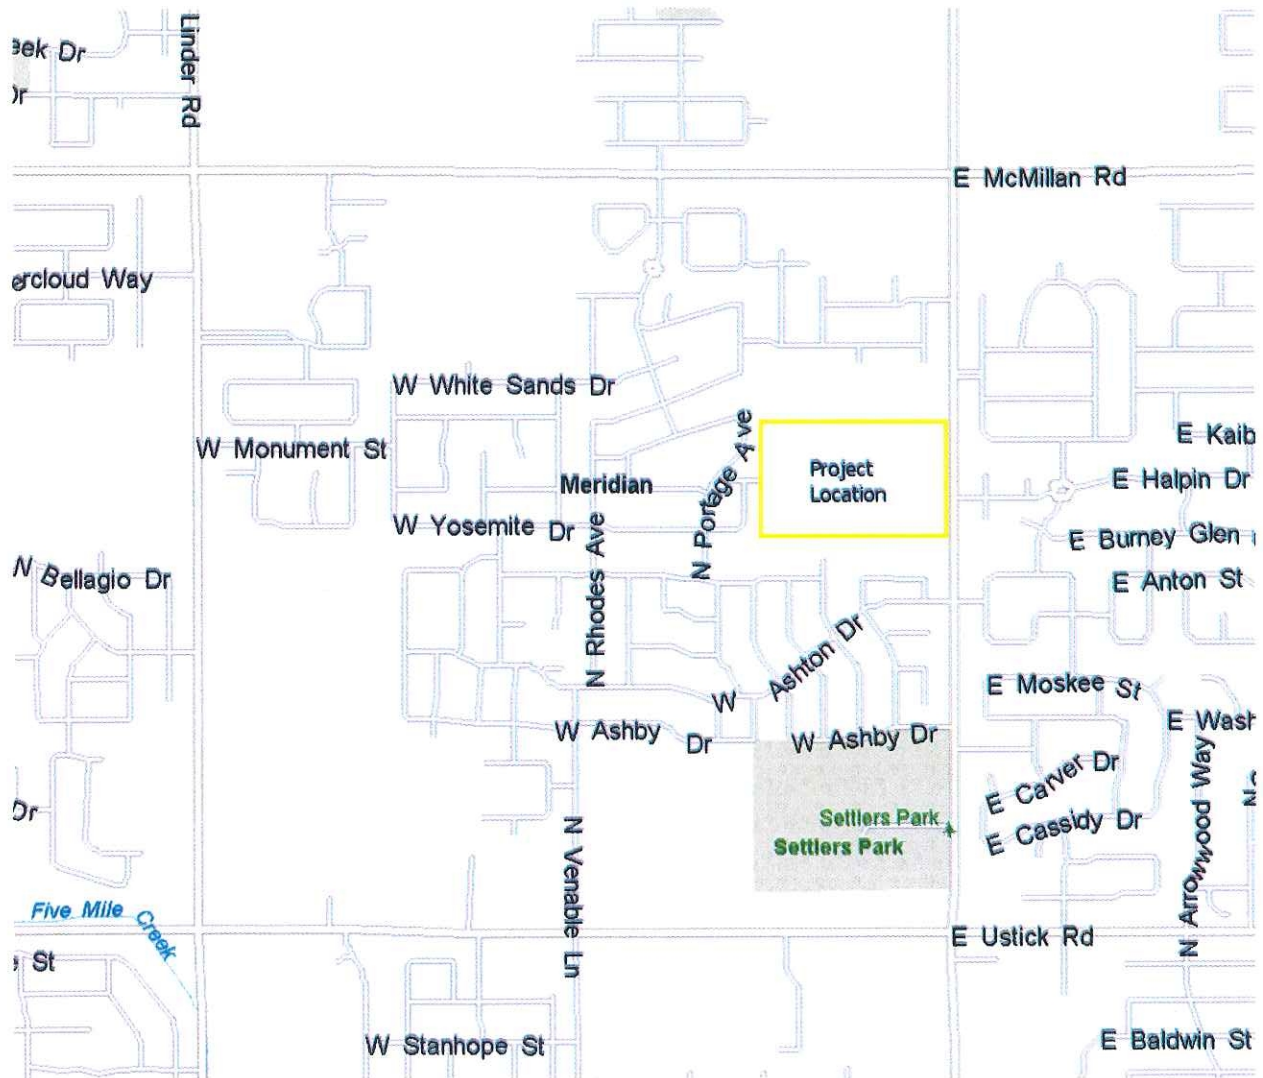 eek Dr
Linder Rd
Dr
E McMillan Rd
ercloud Way
W White Sands Dr
W Monument St
N Portage Ave
E Kaib
Project
Location
Meridian
E Halpin Dr
W Yosemite Dr
E Burney Glen
N Bellagio Dr
E Anton St
N Rhodes Ave
W Ashton Dr
E Moskee St
W Ashby Dr
W Ashby Dr
E Wash
E Carver Dr
N Arrowwood Way
Dr
Settlers Park
E Cassidy Dr
Settlers Park
N Venable Ln
Five Mile Creek
E Ustick Rd
St
W Stanhope St
E Baldwin St